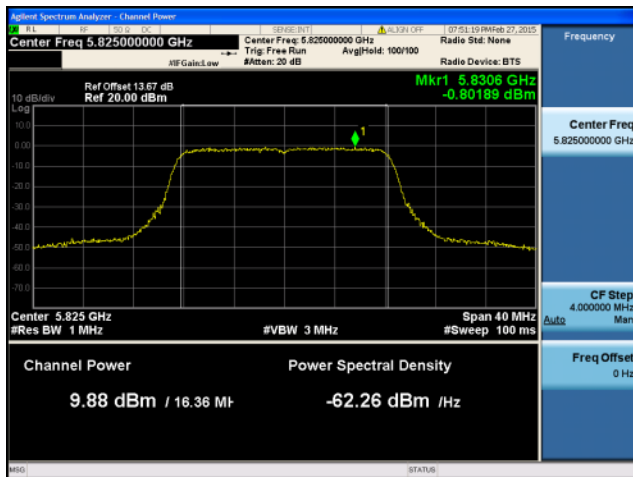 Agilent Spectrum Analyzer - Channel Power
RL RF 50 Ω DC SENSE:INT ALIGN OFF 07:51:19 PM Feb 27, 2015
Center Freq 5.825000000 GHz
Center Freq: 5.825000000 GHz
Radio Std: None
Trig: Free Run Avg|Hold: 100/100
#IFGain:Low #Atten: 20 dB Radio Device: BTS
Frequency
Mkr1 5.8306 GHz
-0.80189 dBm
Ref Offset 13.67 dB
10 dB/div Ref 20.00 dBm
Log
10.0
0.00
-10.0
-20.0
-30.0
-40.0
-50.0
-60.0
-70.0
1
Center 5.825 GHz Span 40 MHz
#Res BW 1 MHz #VBW 3 MHz #Sweep 100 ms
Channel Power Power Spectral Density
9.88 dBm / 16.36 MH -62.26 dBm /Hz
Center Freq
5.825000000 GHz
CF Step
4.000000 MHz
Auto Man
Freq Offset
0 Hz
MSG STATUS